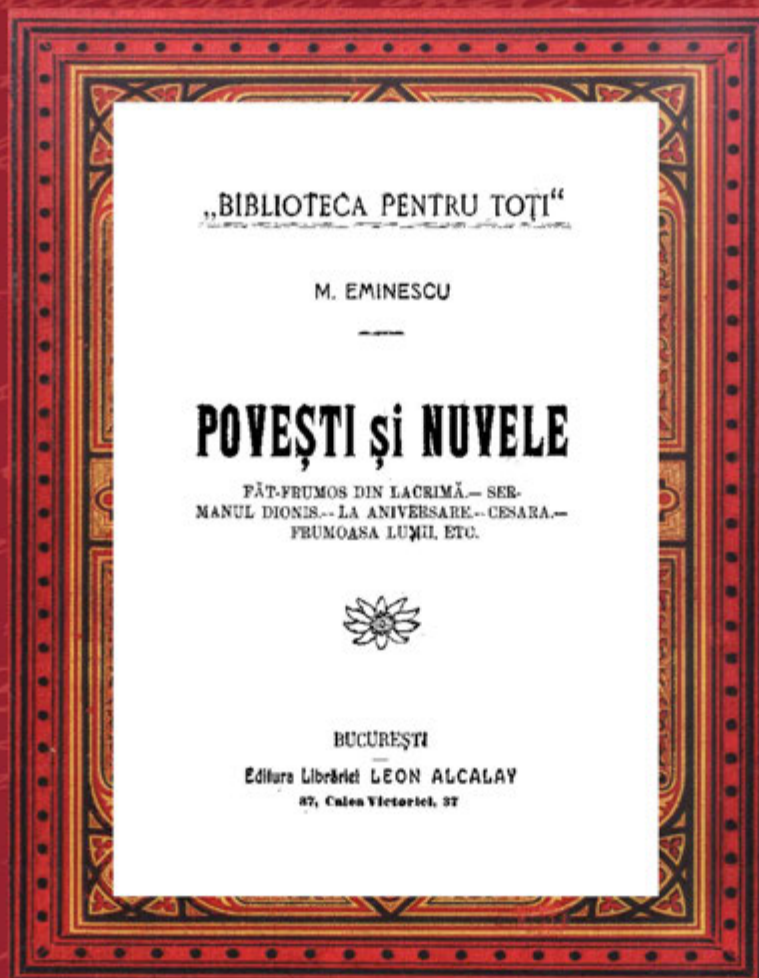 „BIBLIOTECA PENTRU TOȚI“
M. EMINESCU
POVEȘTI și NUVELE
FĂT-FRUMOS DIN LACRIMĂ.— SER-
MANUL DIONIS.-- LA ANIVERSARE.-- CESARA.—
FRUMOASA LUMII, ETC.
BUCUREȘTI
Editura Librăriei LEON ALCALAY
37, Calea Victoriei, 37